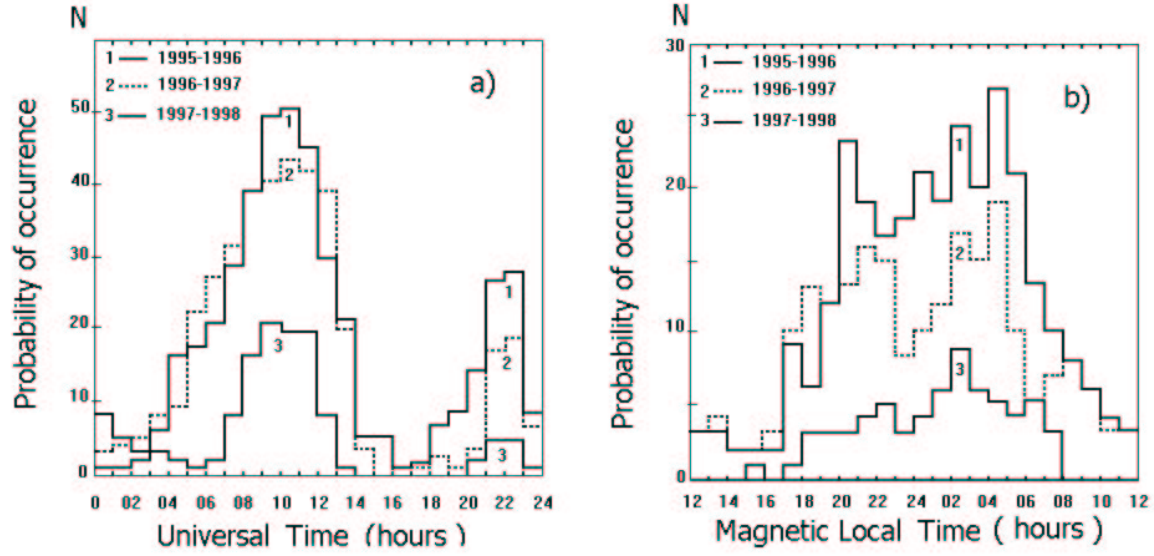 N
1 1995-1996
2 1996-1997
3 1997-1998
a)
50
40
30
20
10
0
1
2
3
1
2
3
0 02 04 06 08 10 12 14 16 18 20 22 24
Probability of occurrence
Universal Time (hours)
N
30
1 1995-1996
2 1996-1997
3 1997-1998
b)
20
10
0
1
2
3
12 14 16 18 20 22 24 02 04 06 08 10 12
Probability of occurrence
Magnetic Local Time ( hours )